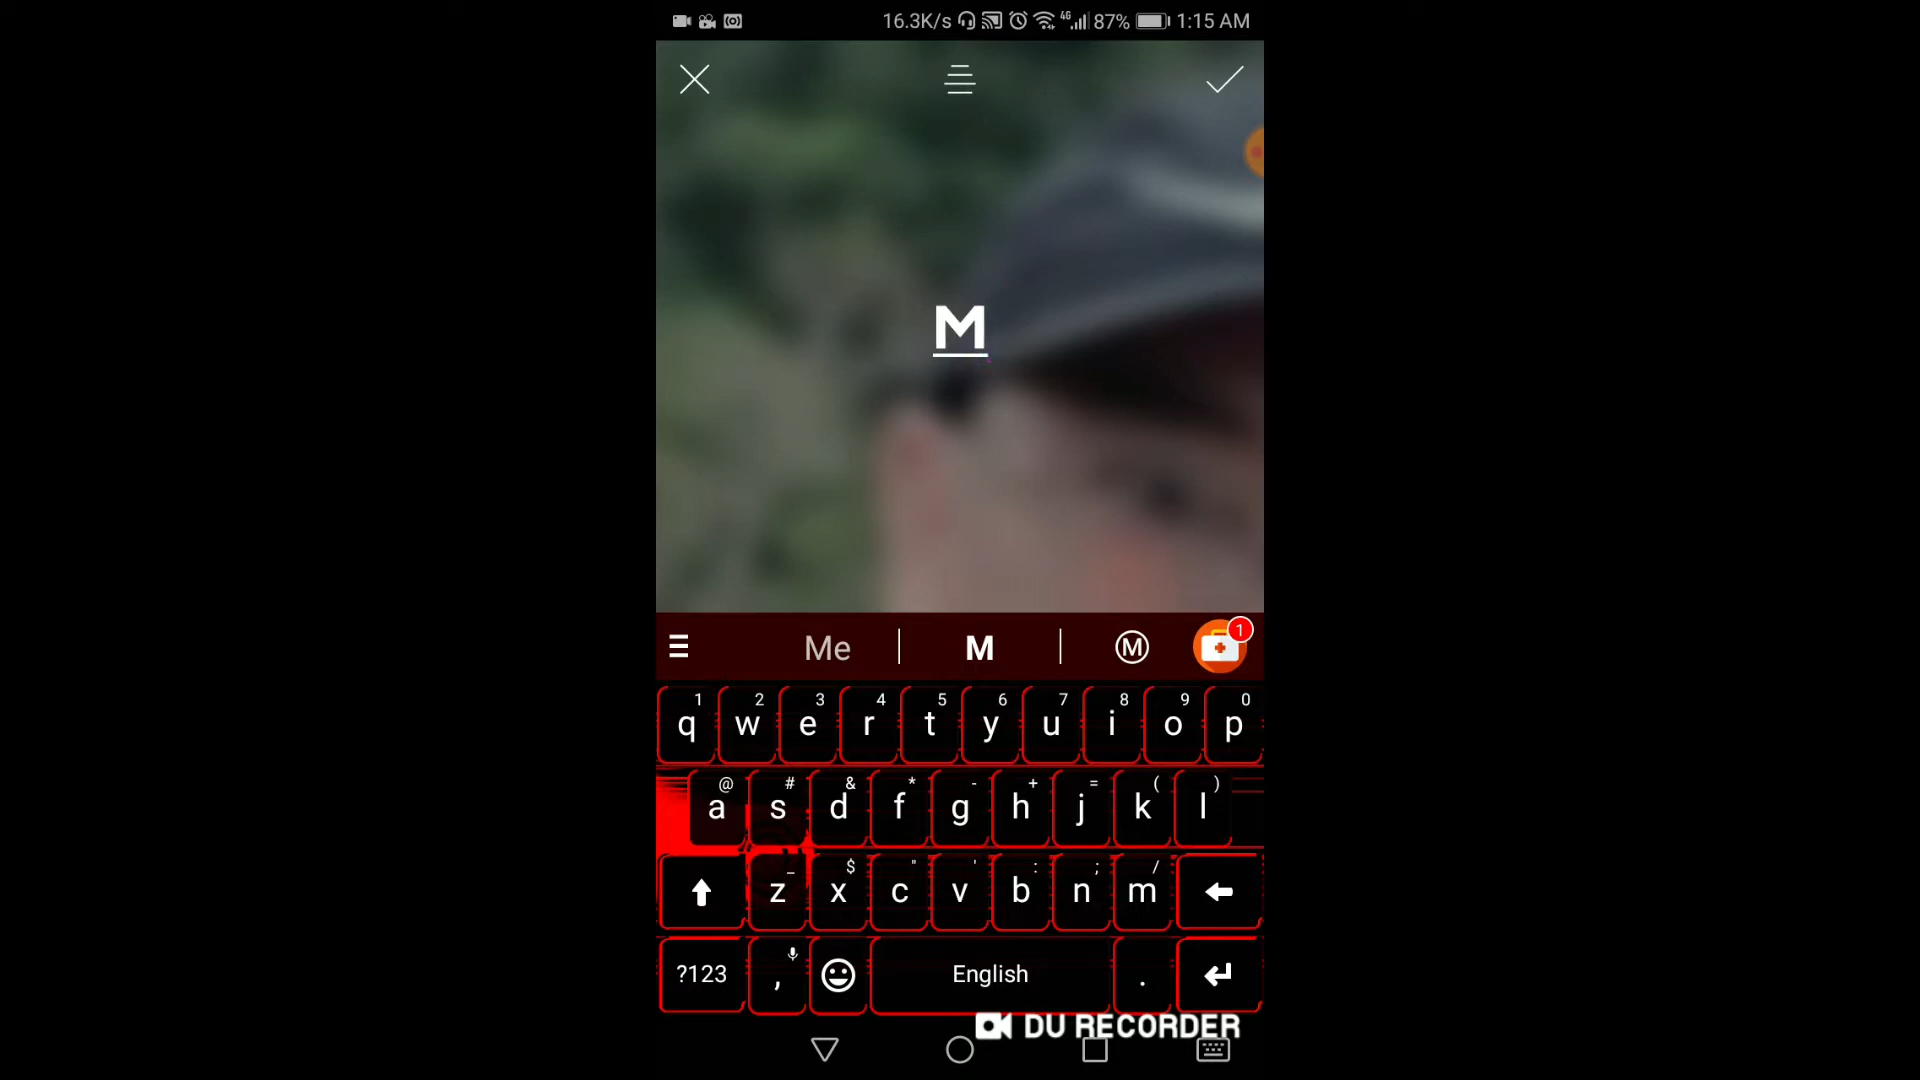 16.3K/s 4G 87% 1:15 AM
M
Me M Ⓜ 1
1 2 3 4 5 6 7 8 9 0
q w e r t y u i o p
@ # & * - + = ( )
a s d f g h j k l
_ $ " ' : ; /
z x c v b n m
?123 , English .
DU RECORDER